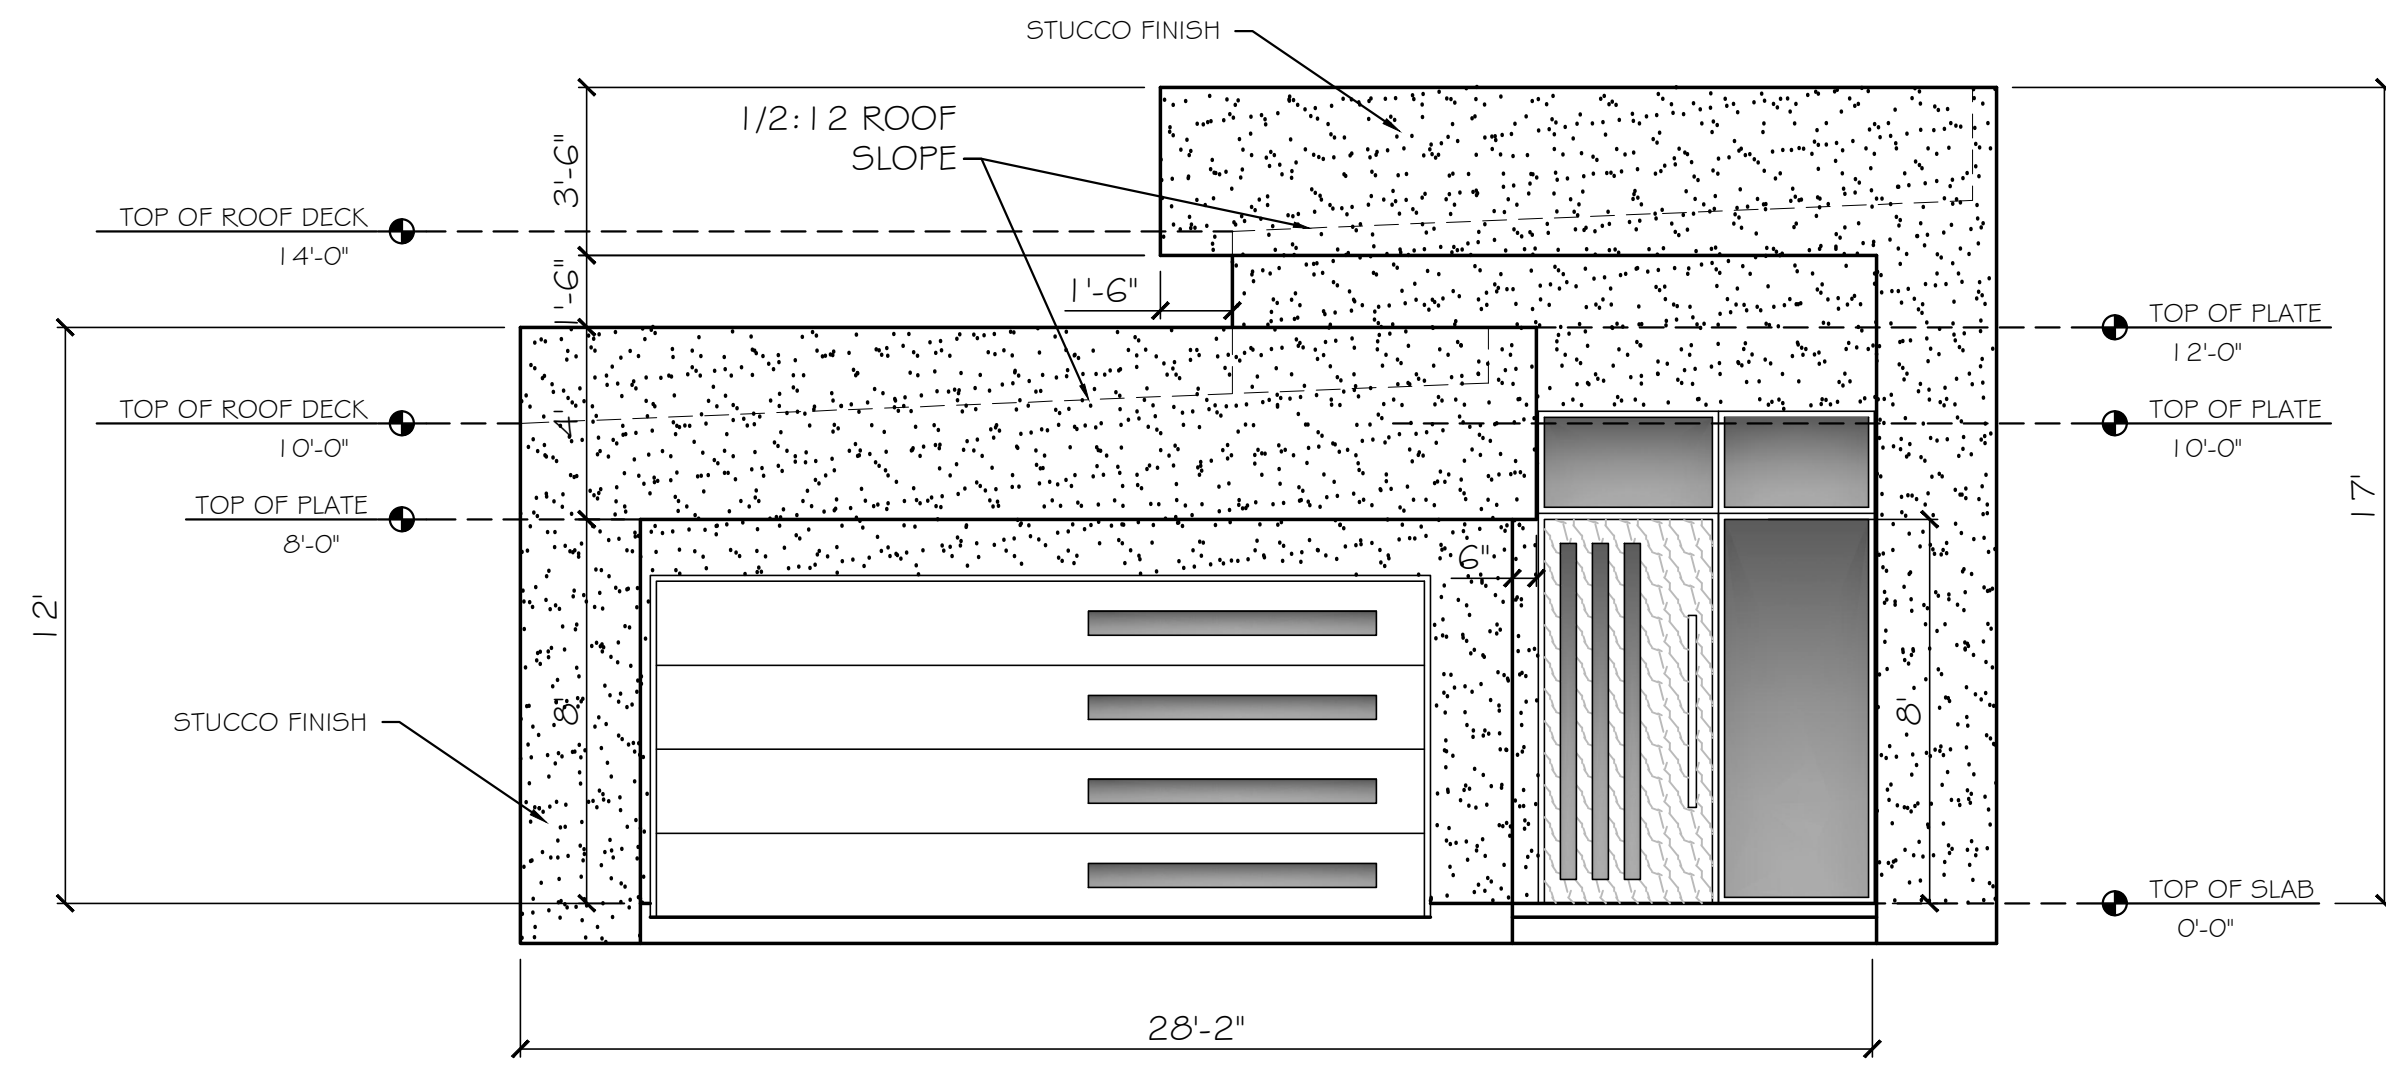 STUCCO FINISH
1/2:12 ROOF
SLOPE
3'-6"
TOP OF ROOF DECK
14'-0"
1'-6"
1'-6"
TOP OF PLATE
12'-0"
TOP OF ROOF DECK
10'-0"
4'
TOP OF PLATE
10'-0"
17'
TOP OF PLATE
8'-0"
6"
12'
8'
8'
STUCCO FINISH
TOP OF SLAB
0'-0"
28'-2"